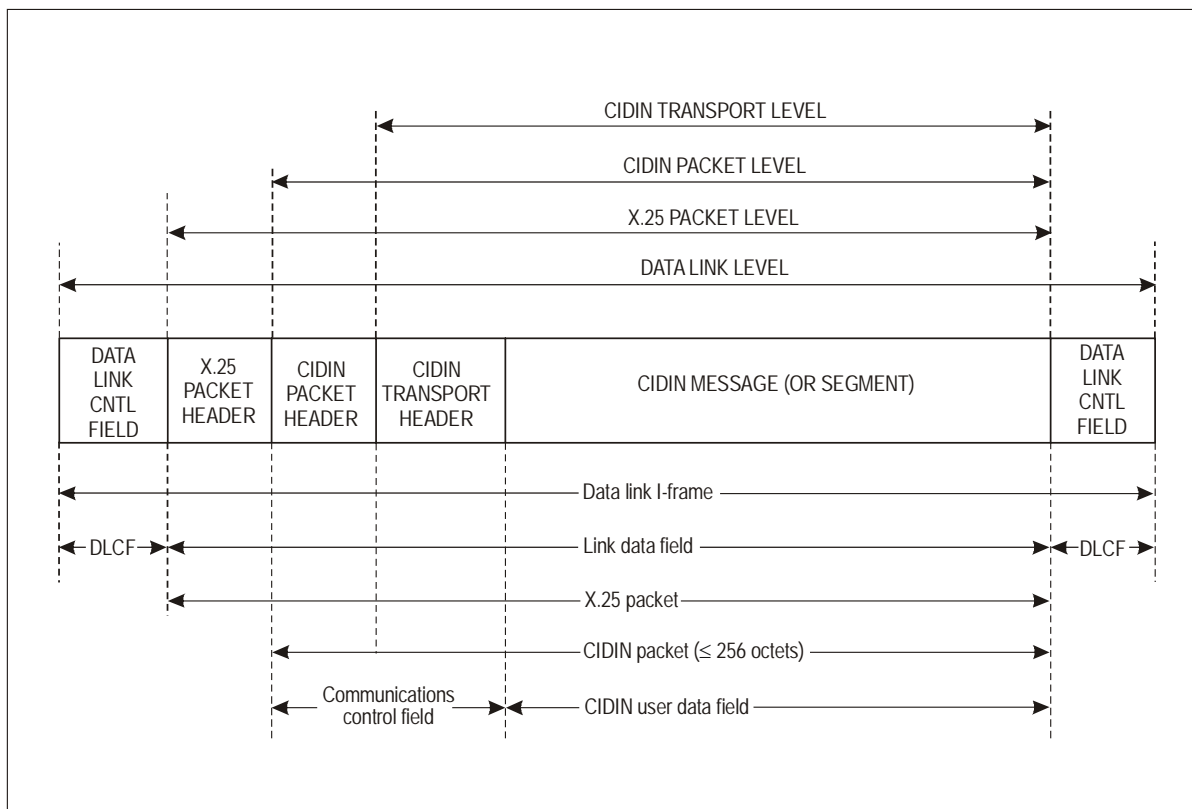 CIDIN TRANSPORT LEVEL
CIDIN PACKET LEVEL
X.25 PACKET LEVEL
DATA LINK LEVEL
DATA
LINK
CNTL
FIELD
X.25
PACKET
HEADER
CIDIN
PACKET
HEADER
CIDIN
TRANSPORT
HEADER
CIDIN MESSAGE (OR SEGMENT)
DATA
LINK
CNTL
FIELD
Data link I-frame
DLCF
Link data field
DLCF
X.25 packet
CIDIN packet (≤ 256 octets)
Communications
control field
CIDIN user data field